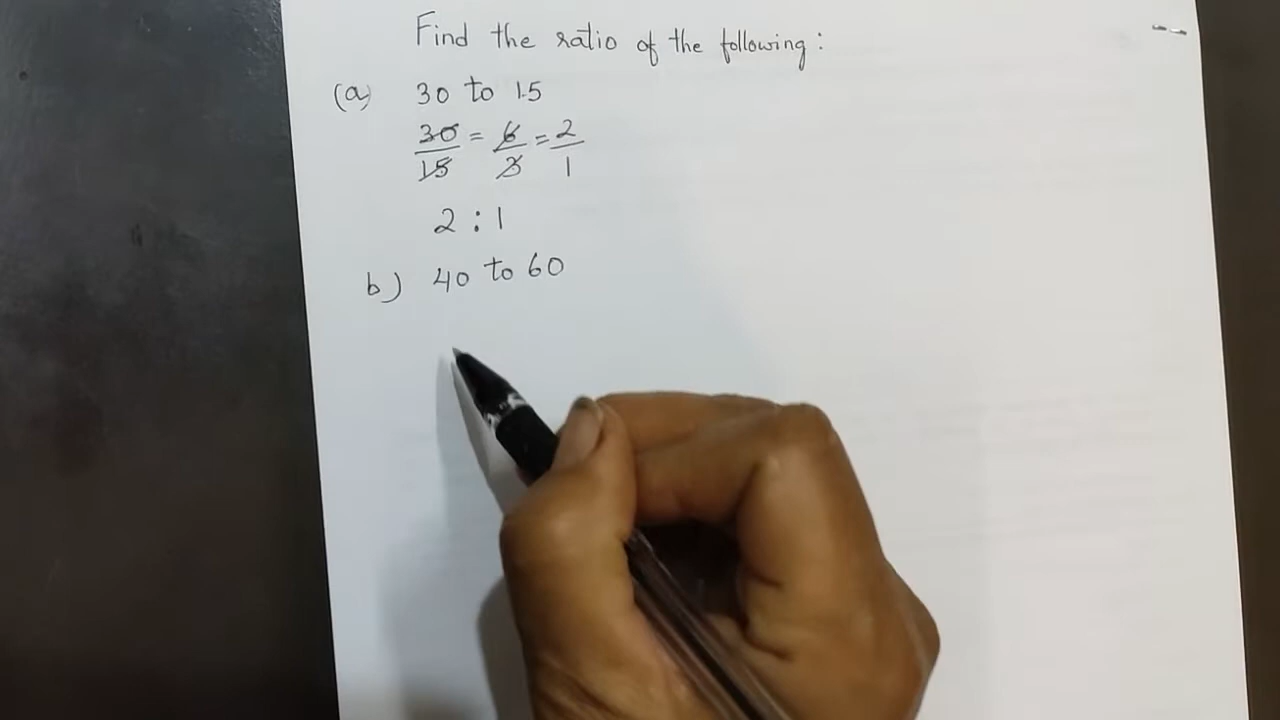 Find the ratio of the following:
(a) 30 to 15
30/15 = 6/3 = 2/1
2 : 1
b) 40 to 60